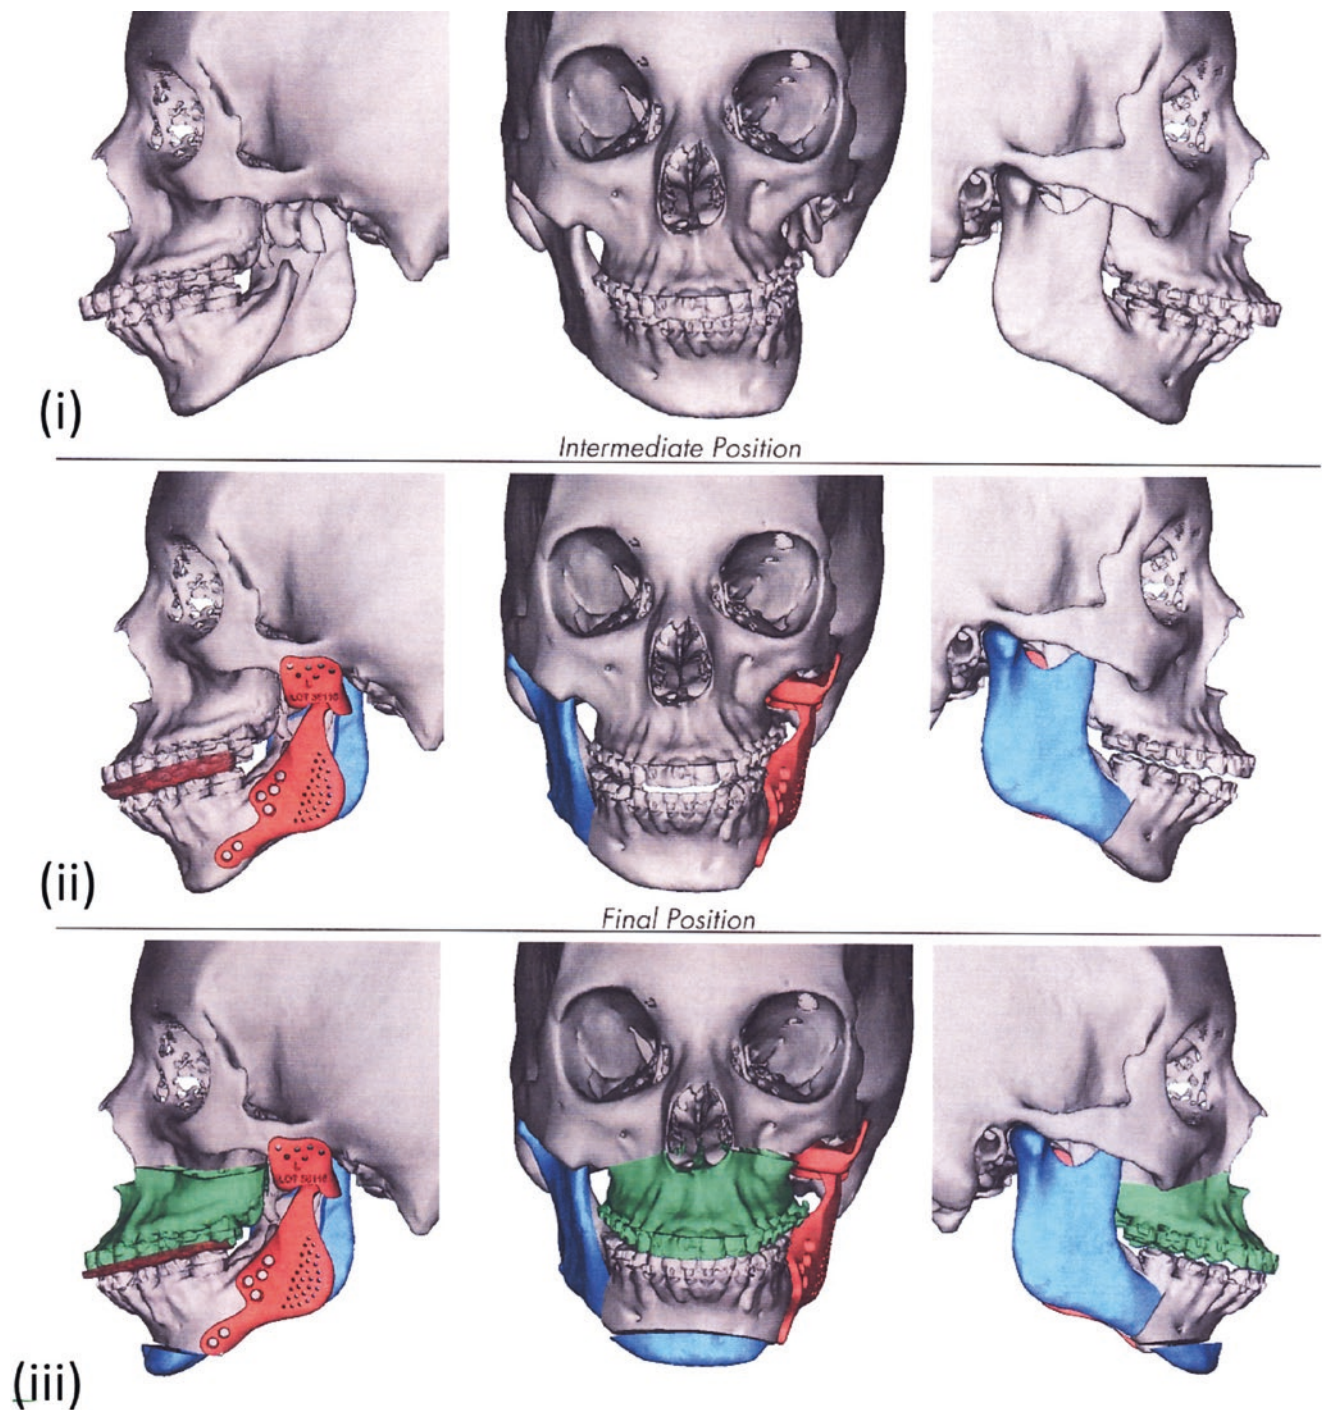 (i)
Intermediate Position
L
(ii)
Final Position
L
(iii)